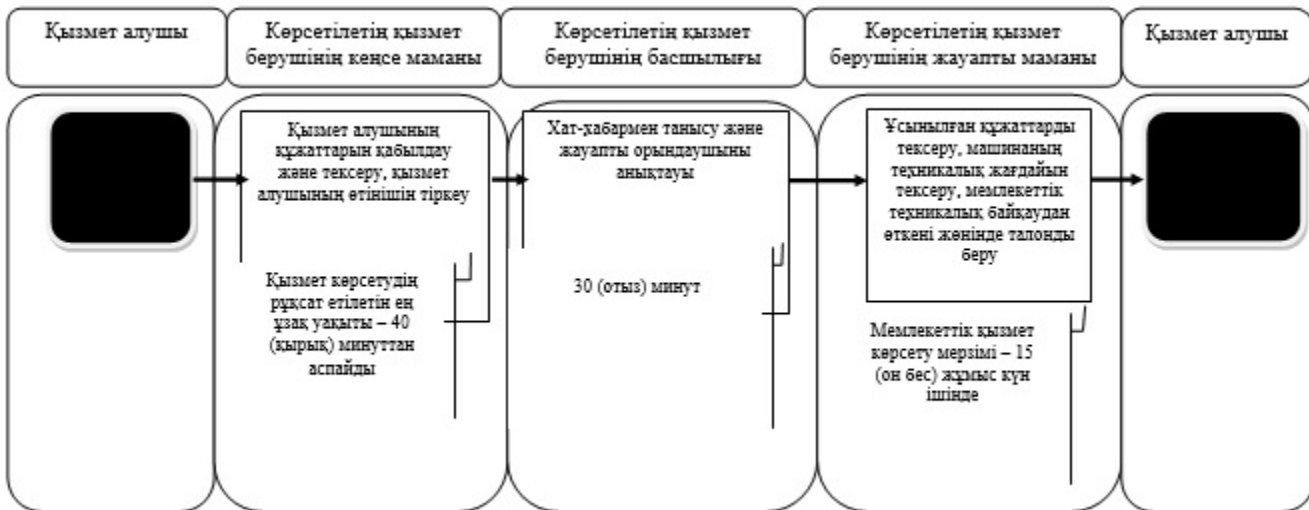 Қызмет алушы
Көрсетілетің қызмет
берушінің кеңсе маманы
Көрсетілетің қызмет
берушінің басшылығы
Көрсетілетің қызмет
берушінің жауапты маманы
Қызмет алушы
Қызмет алушының
құжаттарын қабылдау
және тексеру, қызмет
алушының өтінішін тіркеу
Қызмет көрсетудің
рұқсат етілетін ең
ұзақ уақыты – 40
(қырық) минуттан
аспайды
Хат-хабармен танысу және
жауапты орындаушыны
анықтауы
30 (отыз) минут
Ұсынылған құжаттарды
тексеру, машинаның
техникалық жағдайын
тексеру, мемлекеттік
техникалық байқаудан
өткені жөнінде талонды
беру
Мемлекеттік қызмет
көрсету мерзімі – 15
(он бес) жұмыс күн
ішінде